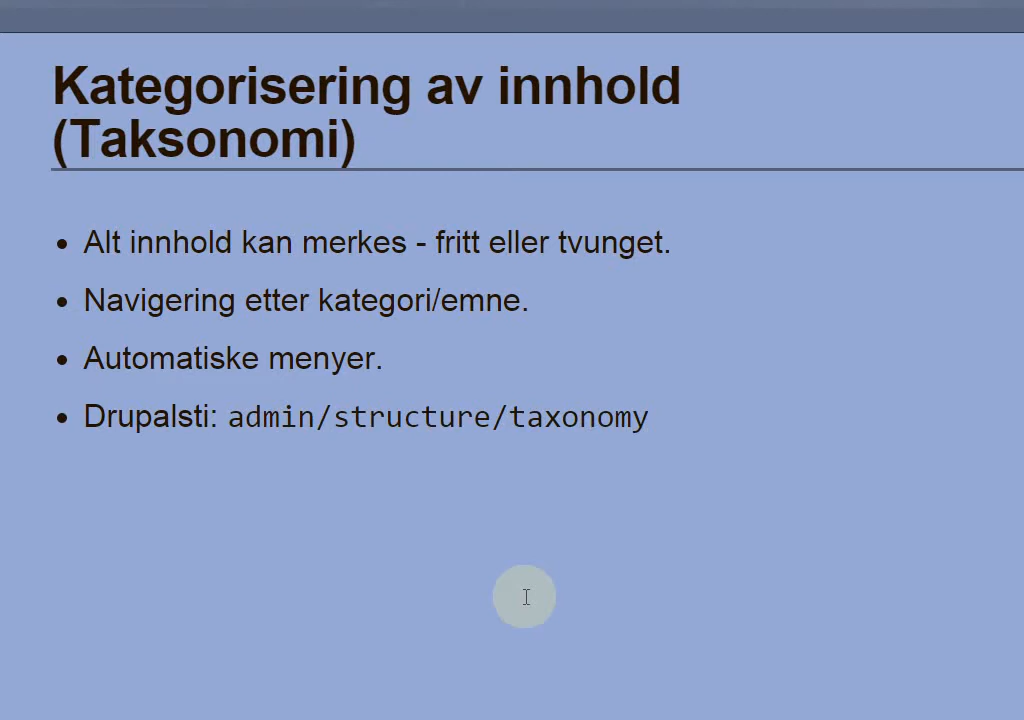 Kategorisering av innhold
(Taksonomi)
• Alt innhold kan merkes - fritt eller tvunget.
• Navigering etter kategori/emne.
• Automatiske menyer.
• Drupalsti: admin/structure/taxonomy